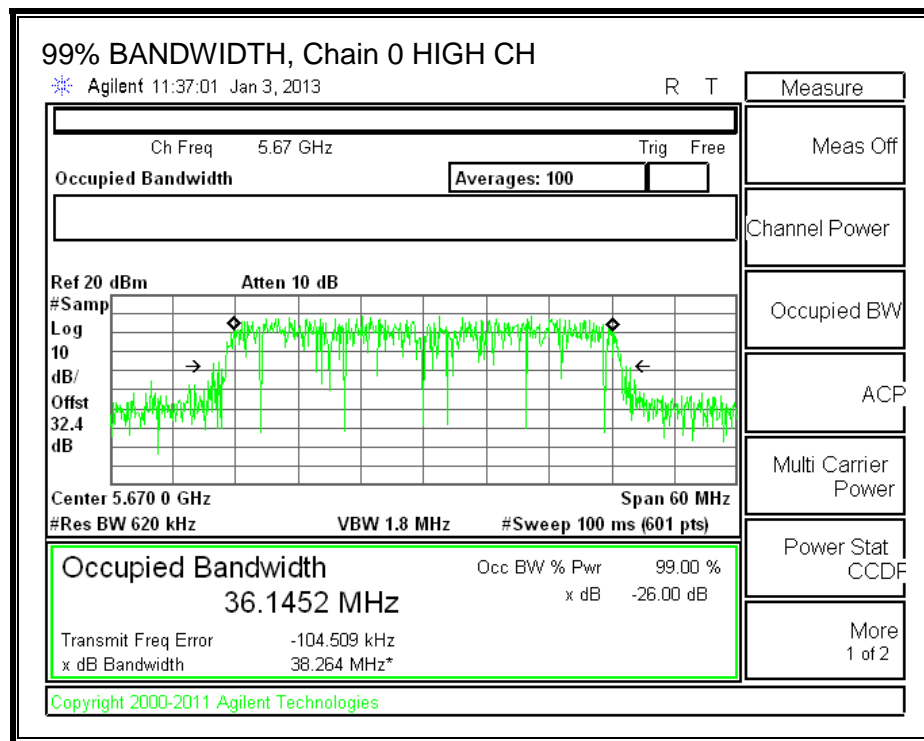 99% BANDWIDTH, Chain 0 HIGH CH
Agilent 11:37:01 Jan 3, 2013 R T
Measure
Ch Freq 5.67 GHz Trig Free
Meas Off
Occupied Bandwidth Averages: 100
Channel Power
Ref 20 dBm Atten 10 dB
#Samp
Log
10
dB/
Offst
32.4
dB
Occupied BW
ACP
Multi Carrier
Power
Center 5.670 0 GHz Span 60 MHz
#Res BW 620 kHz VBW 1.8 MHz #Sweep 100 ms (601 pts)
Power Stat
CCDF
Occupied Bandwidth Occ BW % Pwr 99.00 %
36.1452 MHz x dB -26.00 dB
Transmit Freq Error -104.509 kHz
x dB Bandwidth 38.264 MHz*
More
1 of 2
Copyright 2000-2011 Agilent Technologies